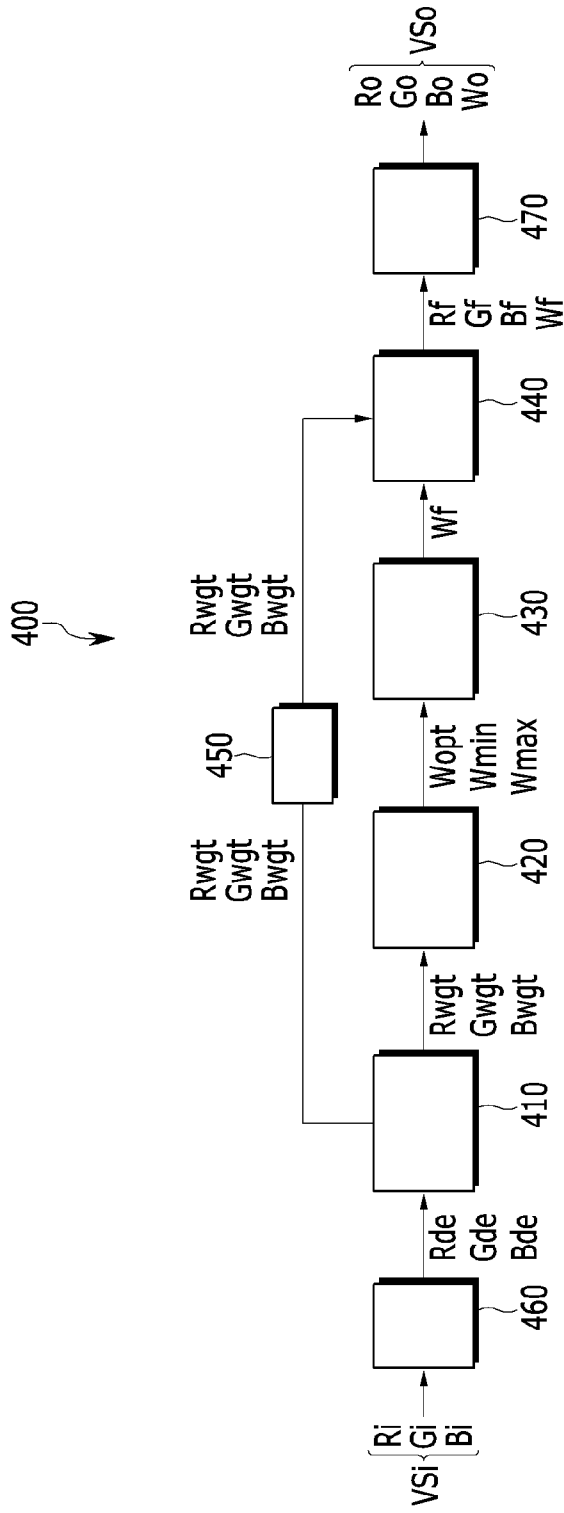 400
Rwgt
Gwgt
Bwgt
450
Rwgt
Gwgt
Bwgt
VSi
Ri
Gi
Bi
460
Rde
Gde
Bde
410
Rwgt
Gwgt
Bwgt
420
Wopt
Wmin
Wmax
430
Wf
440
Rf
Gf
Bf
Wf
470
Ro
Go
Bo
Wo
VSo